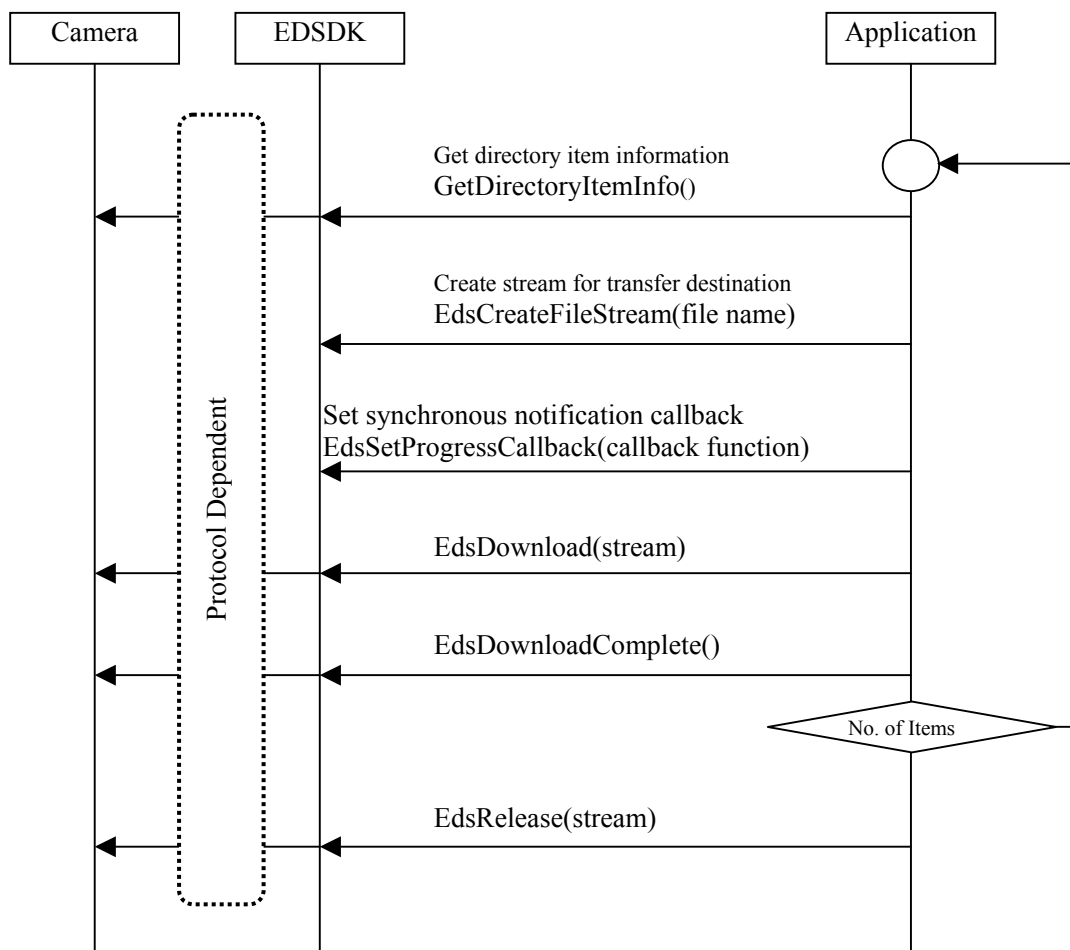 Camera
EDSDK
Application
Get directory item information
GetDirectoryItemInfo()
Create stream for transfer destination
EdsCreateFileStream(file name)
Set synchronous notification callback
EdsSetProgressCallback(callback function)
Protocol Dependent
EdsDownload(stream)
EdsDownloadComplete()
No. of Items
EdsRelease(stream)